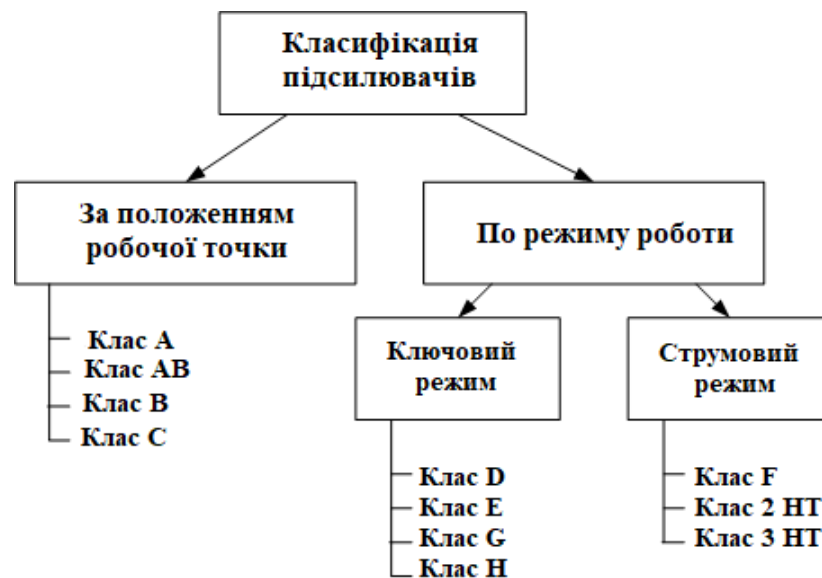 Класифікація
підсилювачів
За положенням
робочої точки
По режиму роботи
Клас А
Клас АВ
Клас В
Клас С
Ключовий
режим
Струмовий
режим
Клас D
Клас E
Клас G
Клас H
Клас F
Клас 2 НТ
Клас 3 НТ